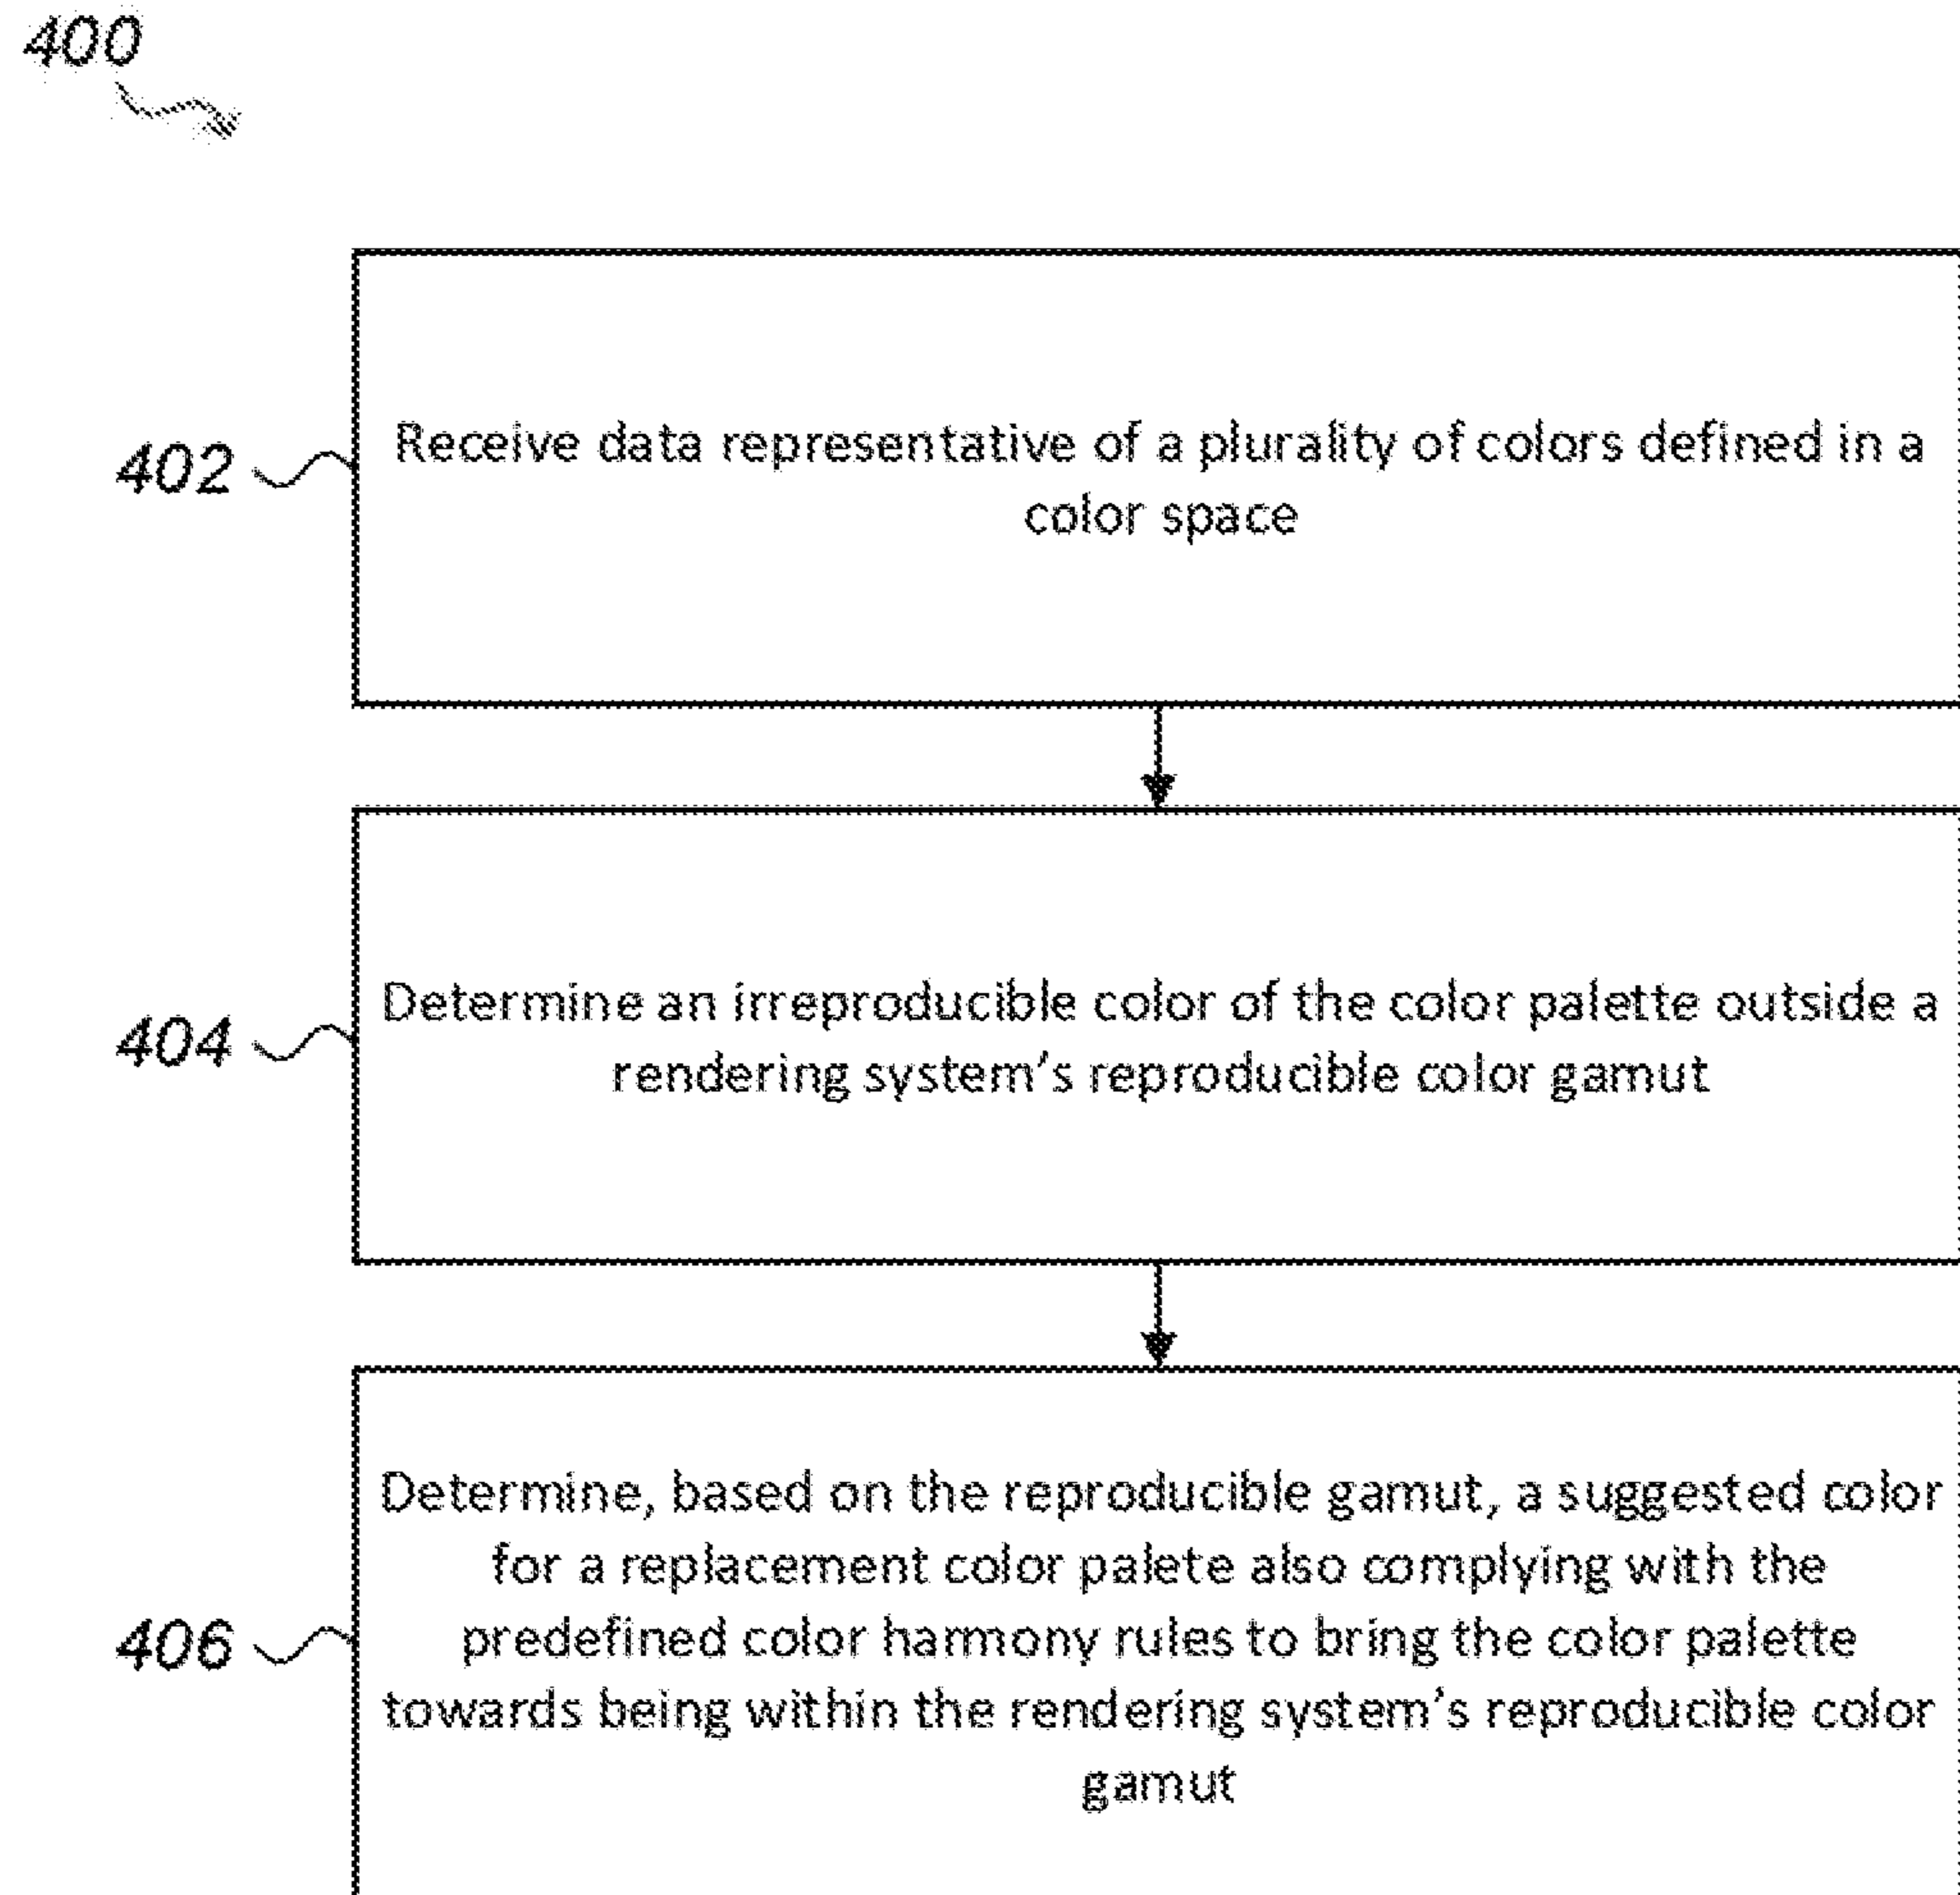 400
402
Receive data representative of a plurality of colors defined in a
color space
404
Determine an irreproducible color of the color palette outside a
rendering system's reproducible color gamut
406
Determine, based on the reproducible gamut, a suggested color
for a replacement color palete also complying with the
predefined color harmony rules to bring the color palette
towards being within the rendering system's reproducible color
gamut